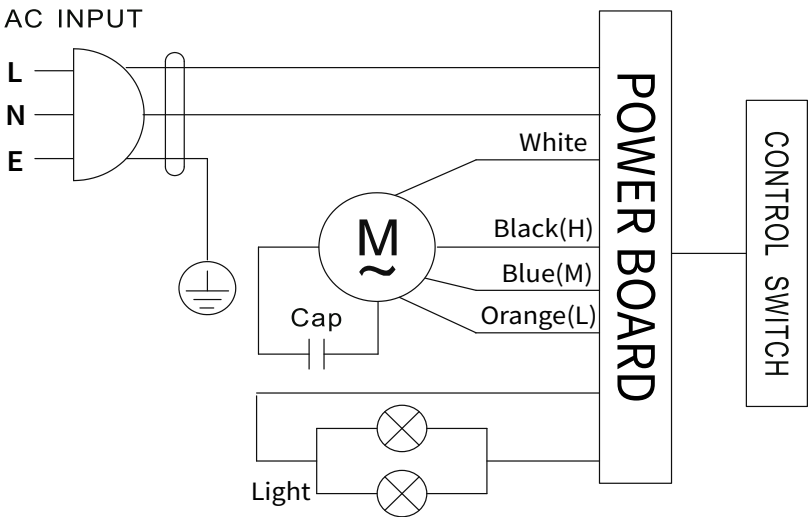 AC INPUT
L
N
E
White
M
~
Black(H)
Blue(M)
Orange(L)
Cap
Light
POWER BOARD
CONTROL SWITCH